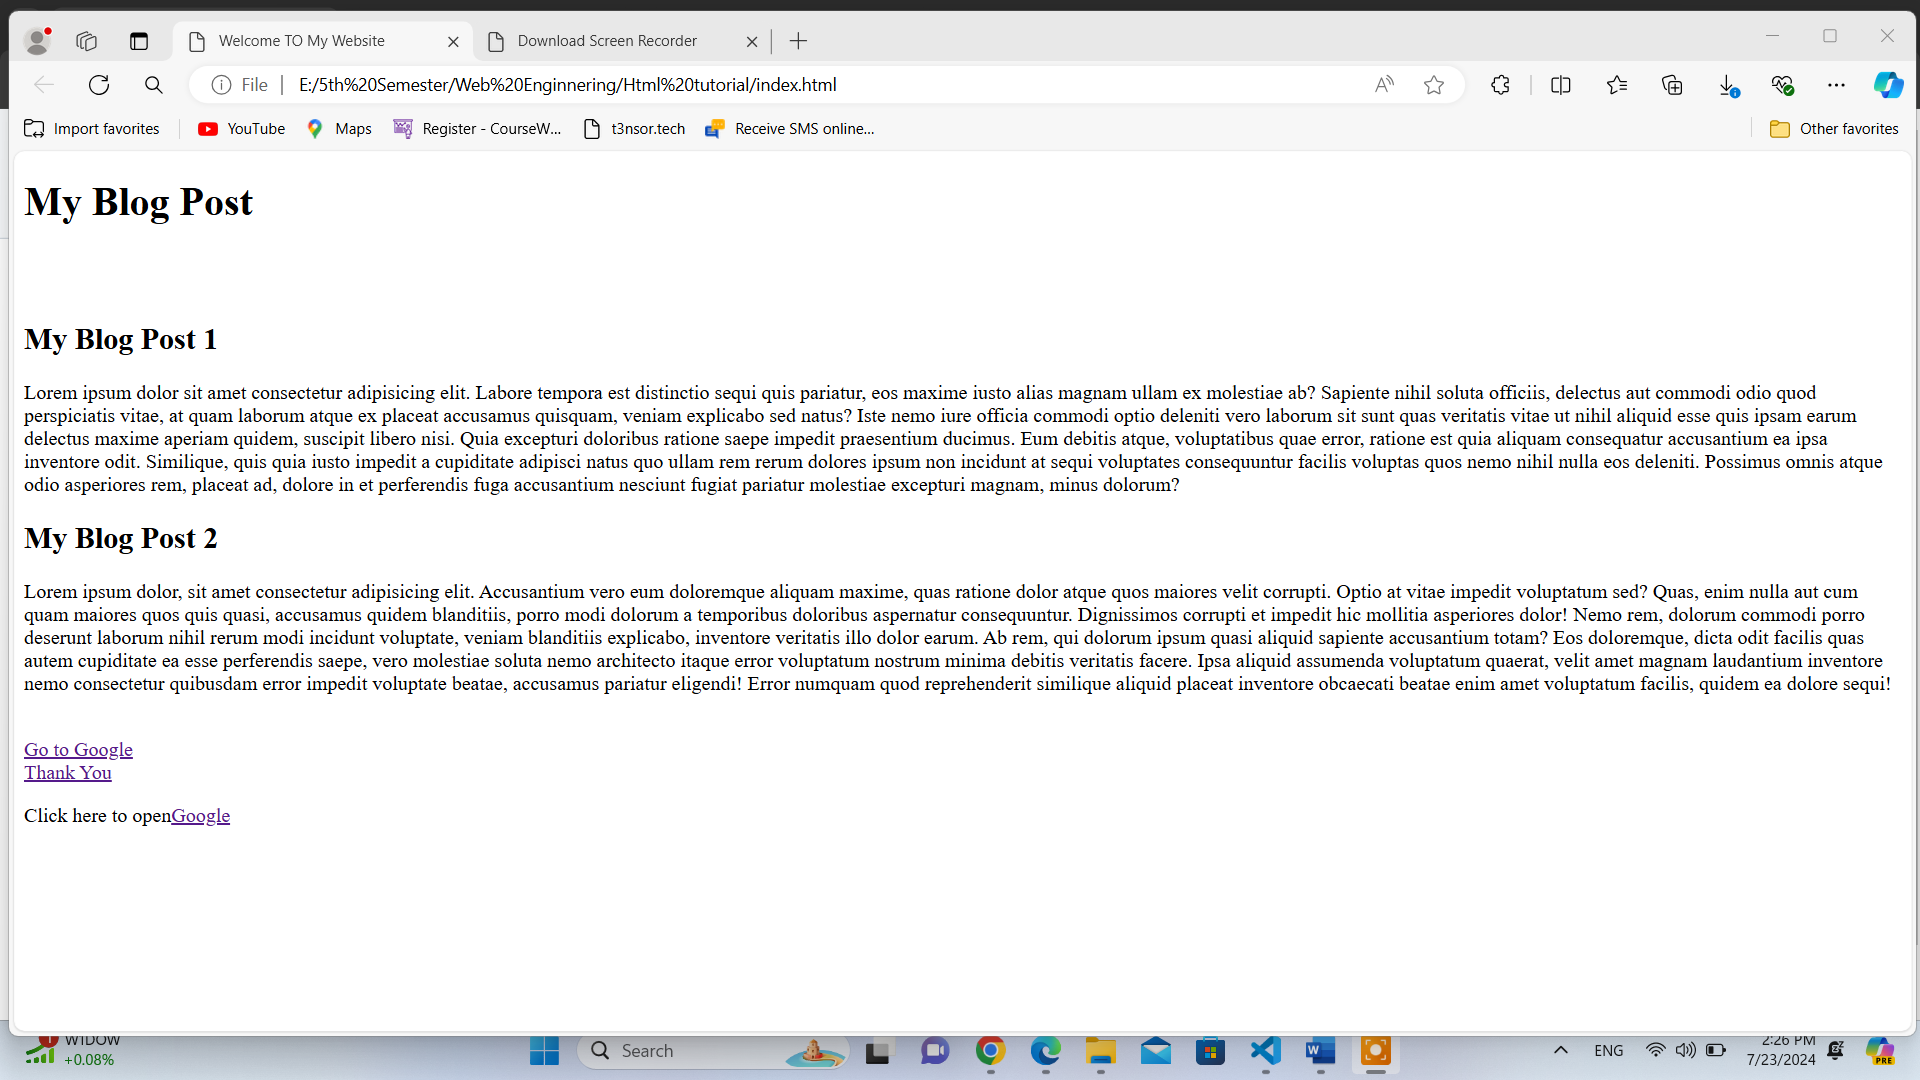 Welcome TO My Website
Download Screen Recorder
File
E:/5th%20Semester/Web%20Enginnering/Html%20tutorial/index.html
Import favorites
YouTube
Maps
Register - CourseW...
t3nsor.tech
Receive SMS online...
Other favorites
My Blog Post
My Blog Post 1
Lorem ipsum dolor sit amet consectetur adipisicing elit. Labore tempora est distinctio sequi quis pariatur, eos maxime iusto alias magnam ullam ex molestiae ab? Sapiente nihil soluta officiis, delectus aut commodi odio quod
perspiciatis vitae, at quam laborum atque ex placeat accusamus quisquam, veniam explicabo sed natus? Iste nemo iure officia commodi optio deleniti vero laborum sit sunt quas veritatis vitae ut nihil aliquid esse quis ipsam earum
delectus maxime aperiam quidem, suscipit libero nisi. Quia excepturi doloribus ratione saepe impedit praesentium ducimus. Eum debitis atque, voluptatibus quae error, ratione est quia aliquam consequatur accusantium ea ipsa
inventore odit. Similique, quis quia iusto impedit a cupiditate adipisci natus quo ullam rem rerum dolores ipsum non incidunt at sequi voluptates consequuntur facilis voluptas quos nemo nihil nulla eos deleniti. Possimus omnis atque
odio asperiores rem, placeat ad, dolore in et perferendis fuga accusantium nesciunt fugiat pariatur molestiae excepturi magnam, minus dolorum?
My Blog Post 2
Lorem ipsum dolor, sit amet consectetur adipisicing elit. Accusantium vero eum doloremque aliquam maxime, quas ratione dolor atque quos maiores velit corrupti. Optio at vitae impedit voluptatum sed? Quas, enim nulla aut cum
quam maiores quos quis quasi, accusamus quidem blanditiis, porro modi dolorum a temporibus doloribus aspernatur consequuntur. Dignissimos corrupti et impedit hic mollitia asperiores dolor! Nemo rem, dolorum commodi porro
deserunt laborum nihil rerum modi incidunt voluptate, veniam blanditiis explicabo, inventore veritatis illo dolor earum. Ab rem, qui dolorum ipsum quasi aliquid sapiente accusantium totam? Eos doloremque, dicta odit facilis quas
autem cupiditate ea esse perferendis saepe, vero molestiae soluta nemo architecto itaque error voluptatum nostrum minima debitis veritatis facere. Ipsa aliquid assumenda voluptatum quaerat, velit amet magnam laudantium inventore
nemo consectetur quibusdam error impedit voluptate beatae, accusamus pariatur eligendi! Error numquam quod reprehenderit similique aliquid placeat inventore obcaecati beatae enim amet voluptatum facilis, quidem ea dolore sequi!
Go to Google
Thank You
Click here to openGoogle
1
W1DOW
+0.08%
Search
ENG
2:26 PM
7/23/2024
PRE